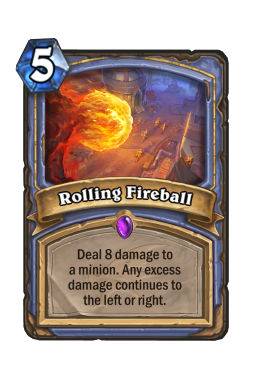 5
Rolling Fireball
Deal 8 damage to
a minion. Any excess
damage continues to
the left or right.